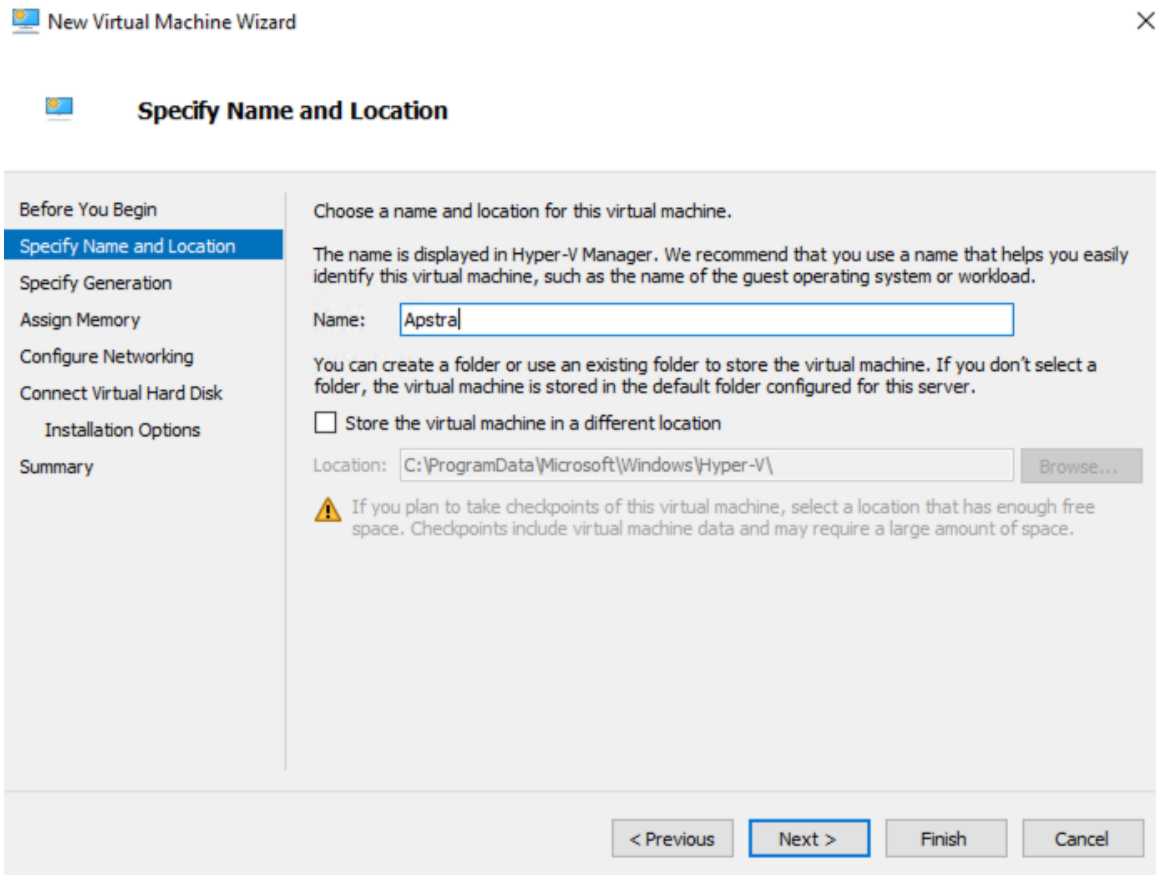 New Virtual Machine Wizard
Specify Name and Location
Before You Begin
Specify Name and Location
Specify Generation
Assign Memory
Configure Networking
Connect Virtual Hard Disk
Installation Options
Summary
Choose a name and location for this virtual machine.
The name is displayed in Hyper-V Manager. We recommend that you use a name that helps you easily
identify this virtual machine, such as the name of the guest operating system or workload.
Name: Apstra
You can create a folder or use an existing folder to store the virtual machine. If you don't select a
folder, the virtual machine is stored in the default folder configured for this server.
Store the virtual machine in a different location
Location: C:\ProgramData\Microsoft\Windows\Hyper-V\ Browse...
If you plan to take checkpoints of this virtual machine, select a location that has enough free
space. Checkpoints include virtual machine data and may require a large amount of space.
< Previous Next > Finish Cancel